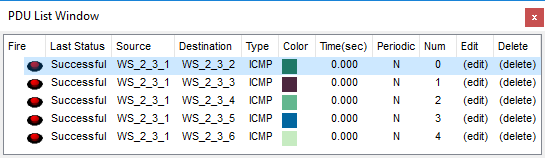 PDU List Window
Fire Last Status Source Destination Type Color Time(sec) Periodic Num Edit Delete
Successful WS_2_3_1 WS_2_3_2 ICMP 0.000 N 0 (edit) (delete)
Successful WS_2_3_1 WS_2_3_3 ICMP 0.000 N 1 (edit) (delete)
Successful WS_2_3_1 WS_2_3_4 ICMP 0.000 N 2 (edit) (delete)
Successful WS_2_3_1 WS_2_3_5 ICMP 0.000 N 3 (edit) (delete)
Successful WS_2_3_1 WS_2_3_6 ICMP 0.000 N 4 (edit) (delete)